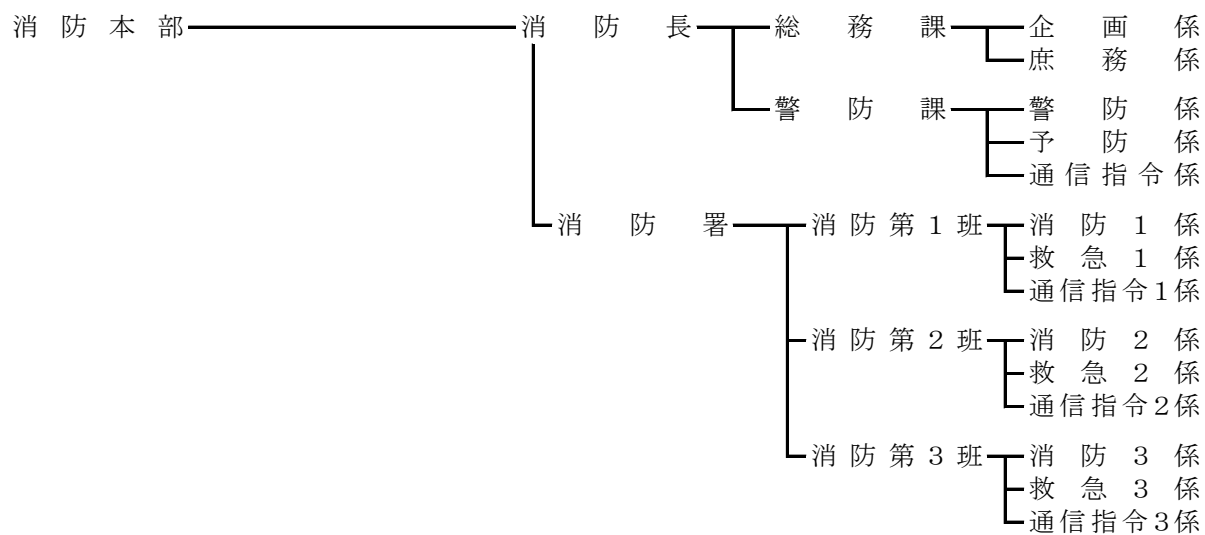 消防本部 消防長 総務課 企画係
庶務係
警防課 警防係
予防係
通信指令係
消防署 消防第1班 消防1係
救急1係
通信指令1係
消防第2班 消防2係
救急2係
通信指令2係
消防第3班 消防3係
救急3係
通信指令3係